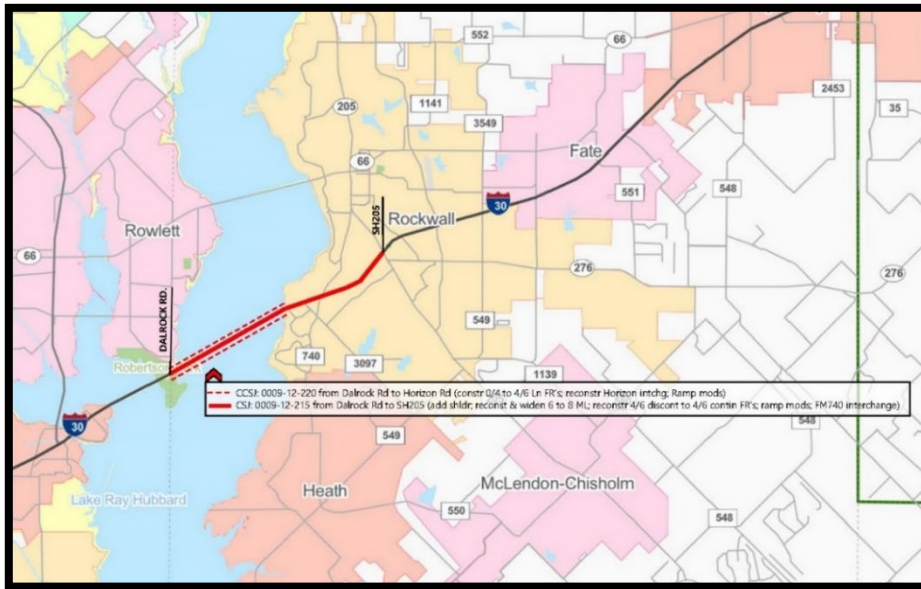 552
66
205
1141
2453
35
3549
Fate
66
551
548
SH205
30
Rockwall
Rowlett
66
276
276
DALROCK RD.
549
740
3097
1139
Robertson
CCSJ: 0009-12-220 from Dalrock Rd to Horizon Rd (constr 0/4 to 4/6 Ln FR's; reconstr Horizon intchg; Ramp mods)
CSJ: 0009-12-215 from Dalrock Rd to SH205 (add shldr; reconst & widen 6 to 8 ML; reconstr 4/6 discont to 4/6 contin FR's; ramp mods; FM740 interchange)
30
549
548
Lake Ray Hubbard
Heath
McLendon-Chisholm
550
548
548